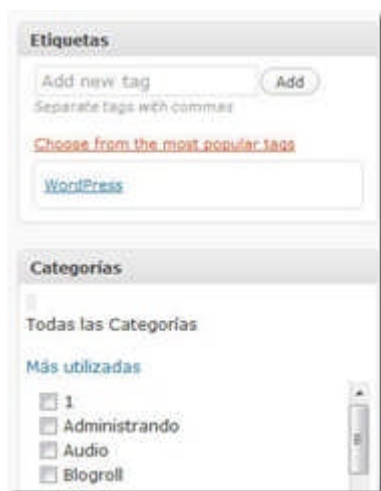 Etiquetas
Add new tag Add
Separate tags with commas
Choose from the most popular tags
WordPress
Categorías
Todas las Categorías
Más utilizadas
1
Administrando
Audio
Blogroll